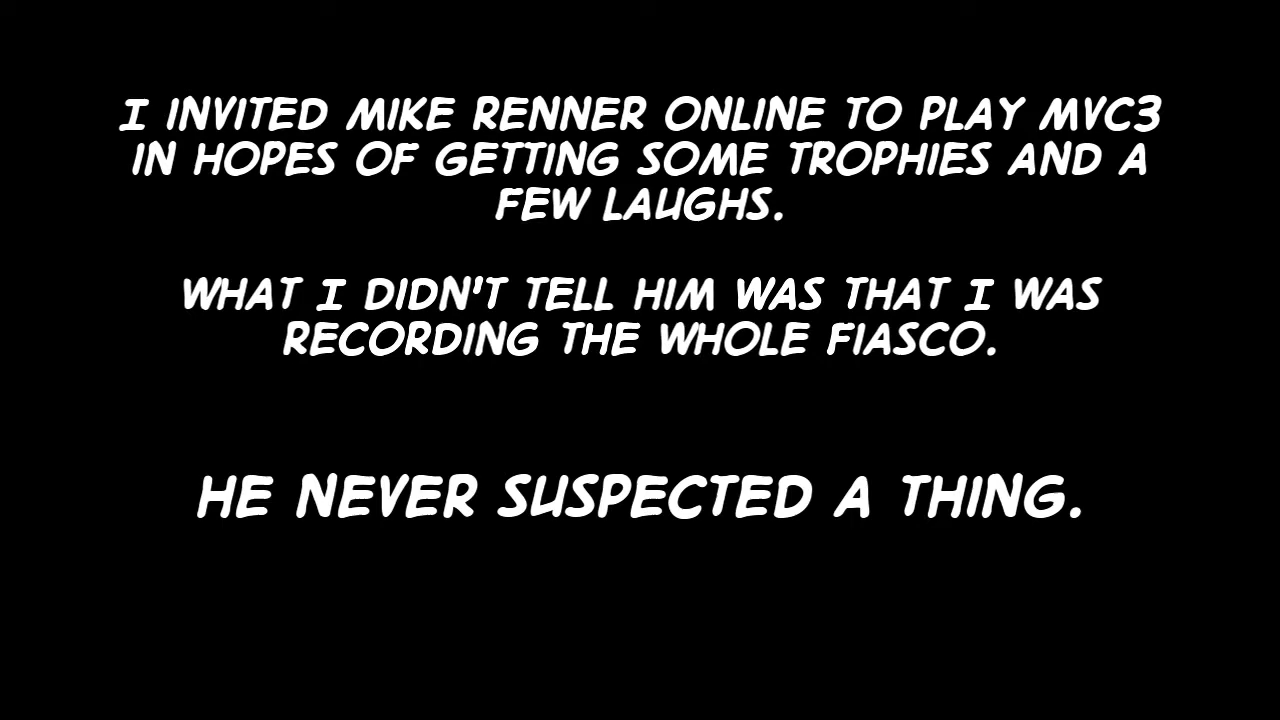 I INVITED MIKE RENNER ONLINE TO PLAY MVC3
IN HOPES OF GETTING SOME TROPHIES AND A
FEW LAUGHS.
WHAT I DIDN'T TELL HIM WAS THAT I WAS
RECORDING THE WHOLE FIASCO.
HE NEVER SUSPECTED A THING.